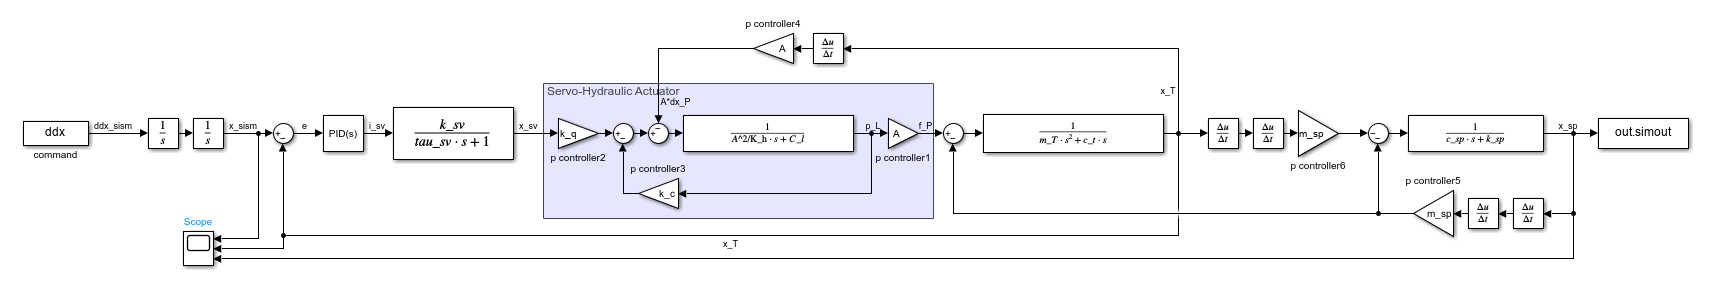 p controller4
A
Δu
Δt
Servo-Hydraulic Actuator
A*dx_P
x_T
ddx
command
ddx_sism
1
s
1
s
x_sism
+
−
e
PID(s)
i_sv
k_sv
tau_sv · s + 1
x_sv
k_q
p controller2
+
−
+
−
1
A^2/K_h · s + C_l
p_L
A
p controller1
f_P
+
−
1
m_T · s² + c_t · s
Δu
Δt
Δu
Δt
m_sp
p controller6
−
−
1
c_sp · s + k_sp
x_sp
out.simout
p controller3
k_c
p controller5
m_sp
Δu
Δt
Δu
Δt
Scope
x_T